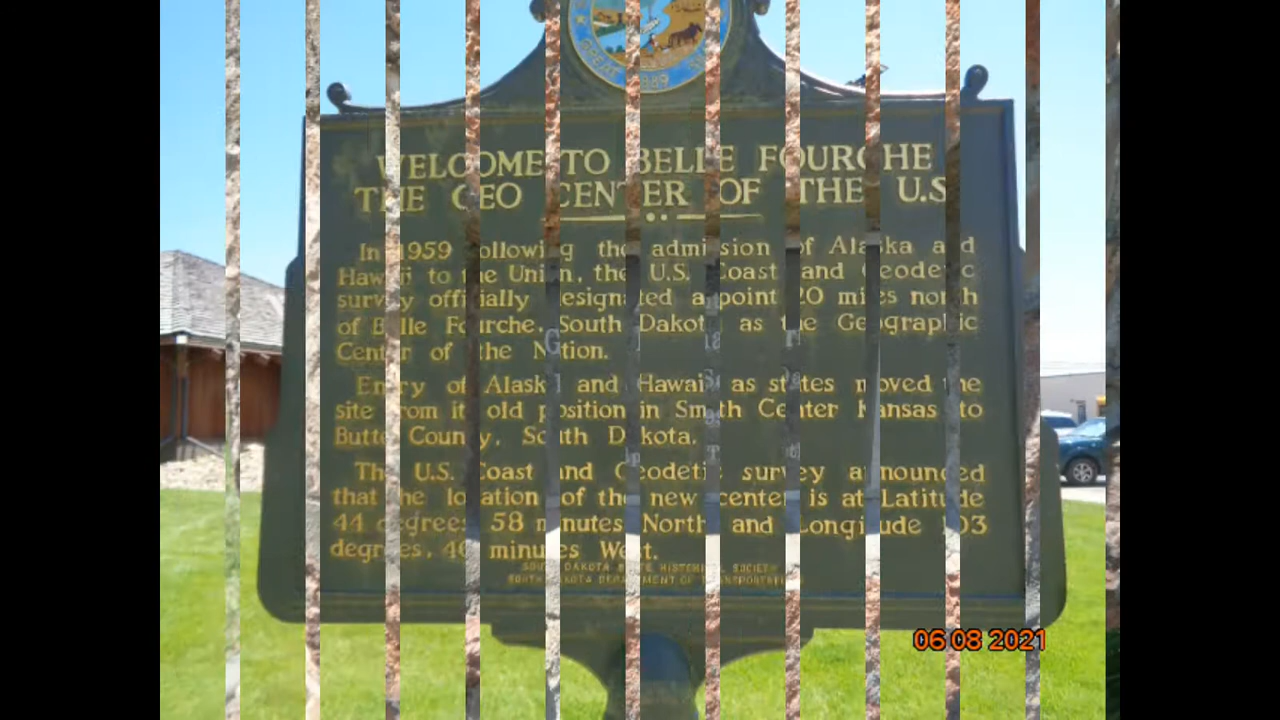 GREAT 1889
WELCOME TO BELLE FOURCHE
THE GEO CENTER OF THE U.S.
In 1959 following the admission of Alaska and
Hawaii to the Union, the U.S. Coast and Geodetic
survey officially designated a point 20 miles north
of Belle Fourche, South Dakota as the Geographic
Center of the Nation.
Entry of Alaska and Hawaii as states moved the
site from its old position in Smith Center Kansas to
Butte County, South Dakota.
The U.S. Coast and Geodetic survey announced
that the location of the new center is at Latitude
44 degrees 58 minutes North and Longitude 103
degrees, 46 minutes West.
SOUTH DAKOTA STATE HISTORICAL SOCIETY
SOUTH DAKOTA DEPARTMENT OF TRANSPORTATION
06 08 2021